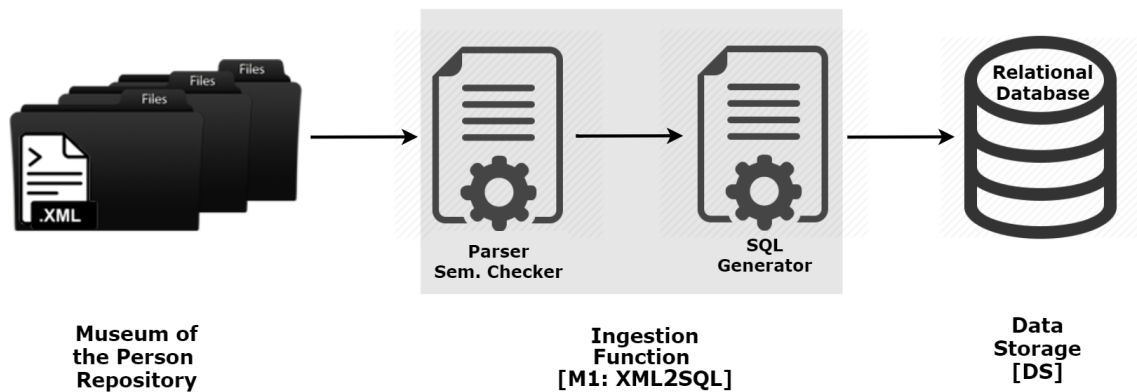 Files
Files
Files
>
.XML
Parser
Sem. Checker
SQL
Generator
Relational
Database
Museum of
the Person
Repository
Ingestion
Function
[M1: XML2SQL]
Data
Storage
[DS]